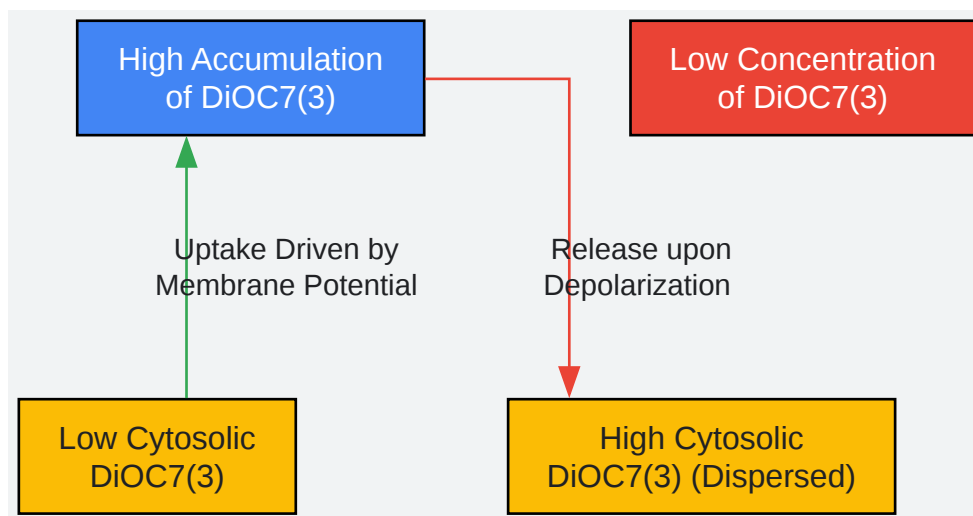 High Accumulation
of DiOC7(3)
Low Concentration
of DiOC7(3)
Uptake Driven by
Membrane Potential
Release upon
Depolarization
Low Cytosolic
DiOC7(3)
High Cytosolic
DiOC7(3) (Dispersed)